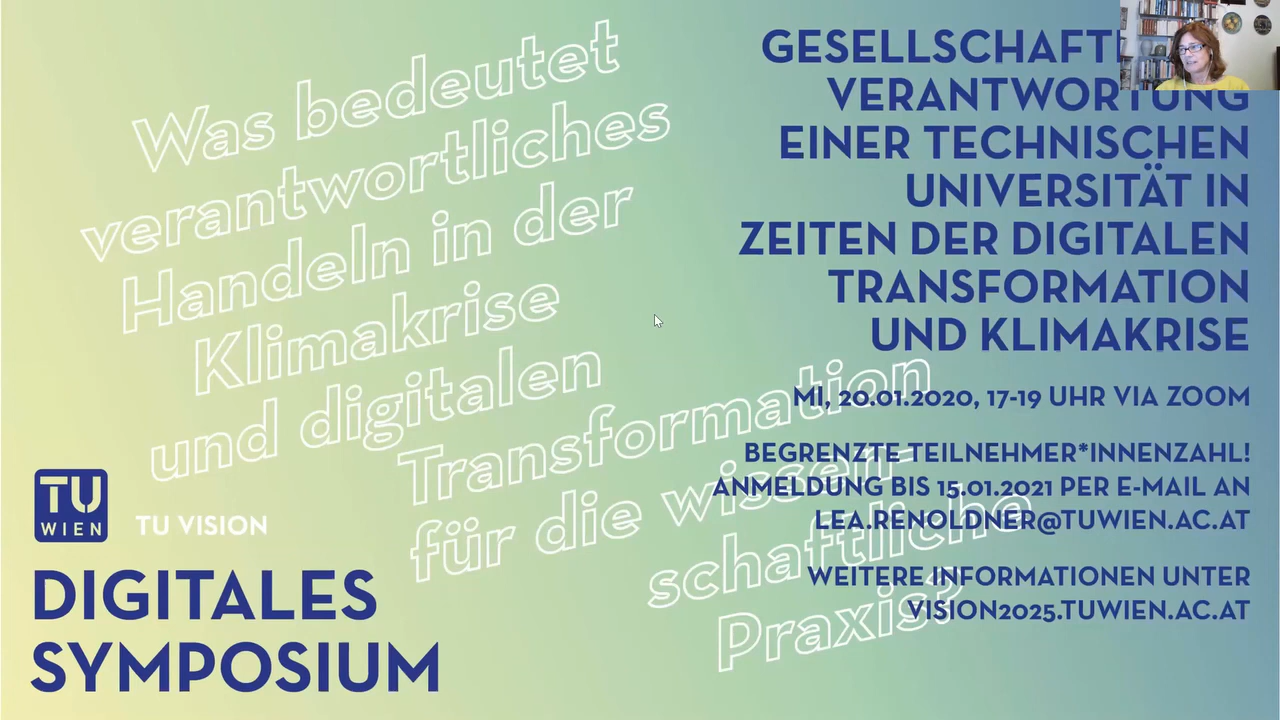 Was bedeutet
verantwortliches
Handeln in der
Klimakrise
und digitalen
Transformation
für die wissen-
schaftliche
Praxis?
VERANTWORTUNG
EINER TECHNISCHEN
UNIVERSITÄT IN
ZEITEN DER DIGITALEN
TRANSFORMATION
UND KLIMAKRISE
MI, 20.01.2020, 17-19 UHR VIA ZOOM
BEGRENZTE TEILNEHMER*INNENZAHL!
ANMELDUNG BIS 15.01.2021 PER E-MAIL AN
LEA.RENOLDNER@TUWIEN.AC.AT
WEITERE INFORMATIONEN UNTER
VISION2025.TUWIEN.AC.AT
TU
WIEN
TU VISION
DIGITALES
SYMPOSIUM